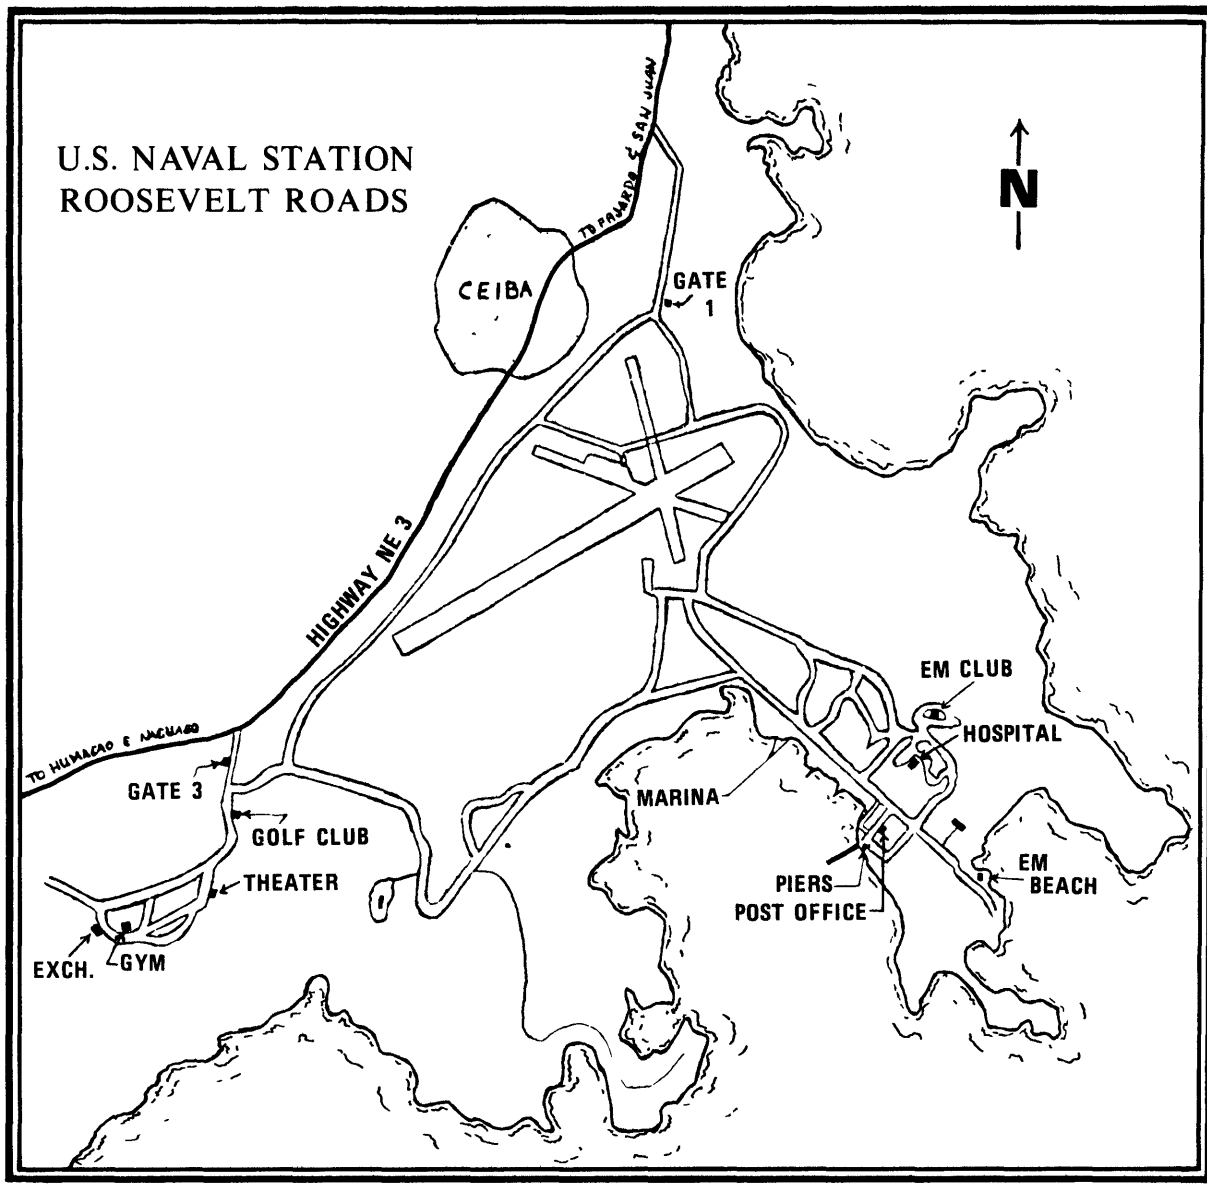 U.S. NAVAL STATION
ROOSEVELT ROADS
N
TO FAJARDO & SAN JUAN
CEIBA
GATE
1
HIGHWAY NE 3
TO HUMACAO & NAGUABO
GATE 3
GOLF CLUB
THEATER
EXCH.
GYM
EM CLUB
HOSPITAL
MARINA
PIERS
POST OFFICE
EM
BEACH